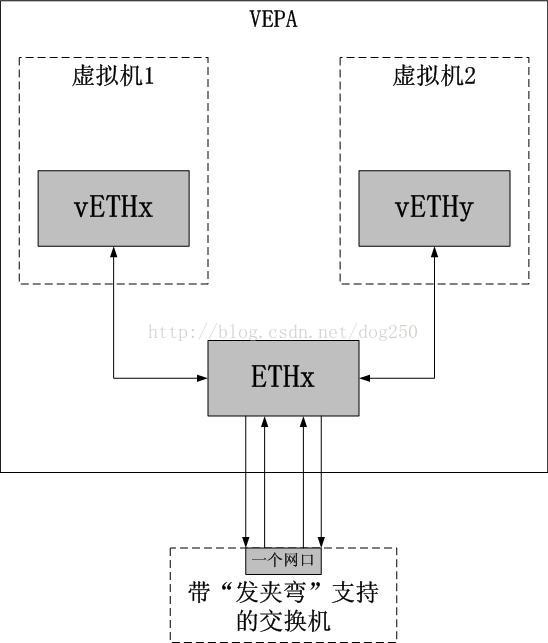 VEPA
虚拟机1
虚拟机2
vETHx
vETHy
http://blog.csdn.net/dog250
ETHx
一个网口
带“发夹弯”支持
的交换机